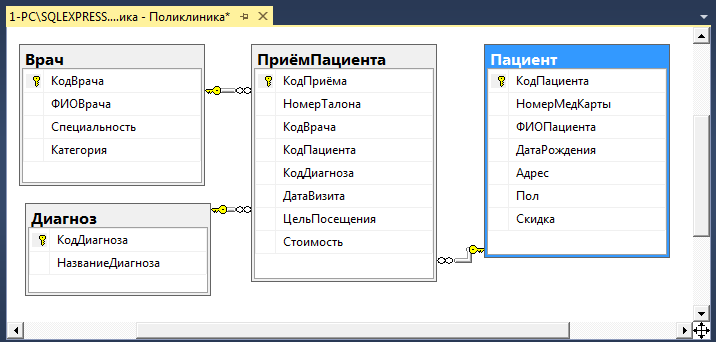 1-PC\SQLEXPRESS....ика - Поликлиника*
Врач
КодВрача
ФИОВрача
Специальность
Категория
Диагноз
КодДиагноза
НазваниеДиагноза
ПриёмПациента
КодПриёма
НомерТалона
КодВрача
КодПациента
КодДиагноза
ДатаВизита
ЦельПосещения
Стоимость
Пациент
КодПациента
НомерМедКарты
ФИОПациента
ДатаРождения
Адрес
Пол
Скидка